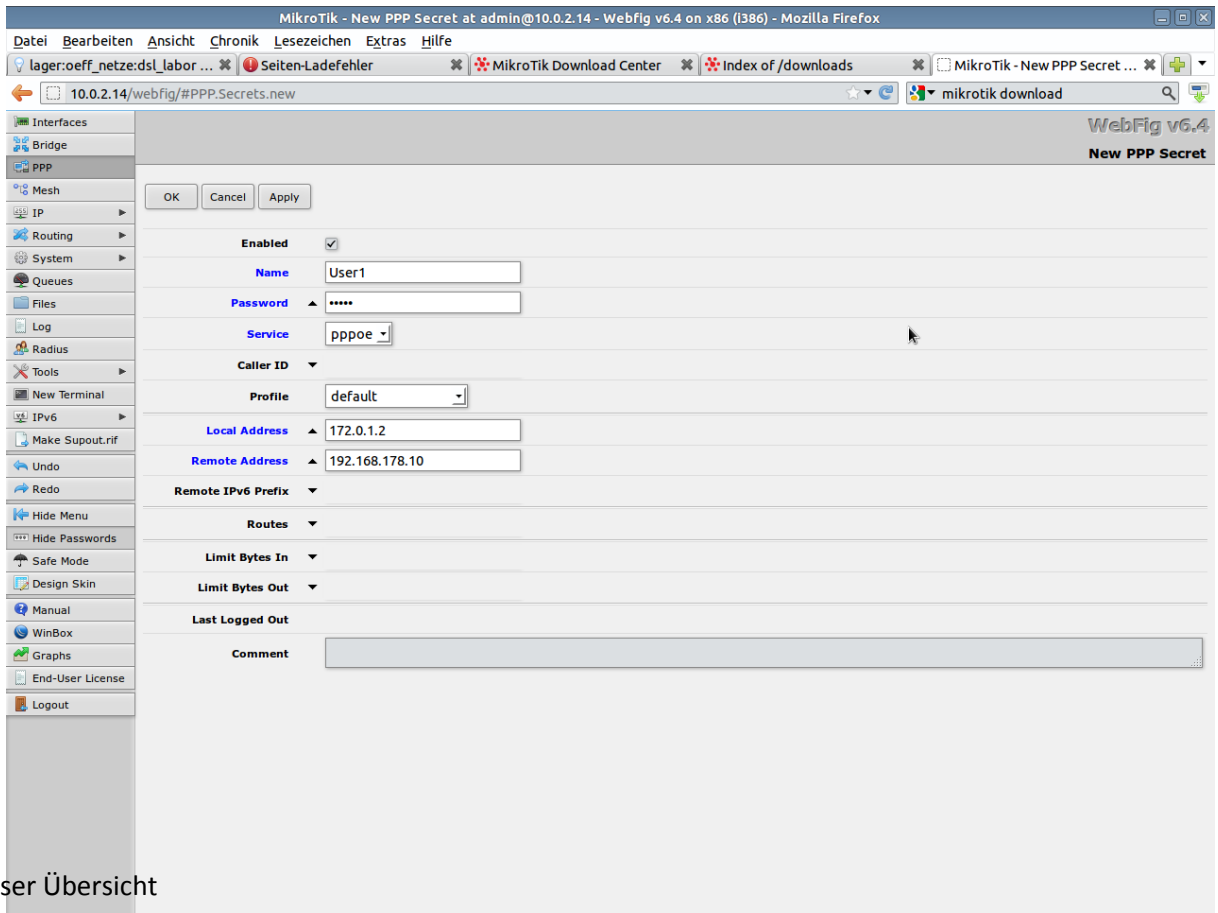 MikroTik - New PPP Secret at admin@10.0.2.14 - Webfig v6.4 on x86 (i386) - Mozilla Firefox
Datei Bearbeiten Ansicht Chronik Lesezeichen Extras Hilfe
lager:oeff_netze:dsl_labor ... Seiten-Ladefehler MikroTik Download Center Index of /downloads MikroTik - New PPP Secret ...
10.0.2.14/webfig/#PPP.Secrets.new mikrotik download
WebFig v6.4
New PPP Secret
Interfaces
Bridge
PPP
Mesh
IP
Routing
System
Queues
Files
Log
Radius
Tools
New Terminal
IPv6
Make Supout.rif
Undo
Redo
Hide Menu
Hide Passwords
Safe Mode
Design Skin
Manual
WinBox
Graphs
End-User License
Logout
OK Cancel Apply
Enabled
Name User1
Password •••••
Service pppoe
Caller ID
Profile default
Local Address 172.0.1.2
Remote Address 192.168.178.10
Remote IPv6 Prefix
Routes
Limit Bytes In
Limit Bytes Out
Last Logged Out
Comment
ser Übersicht